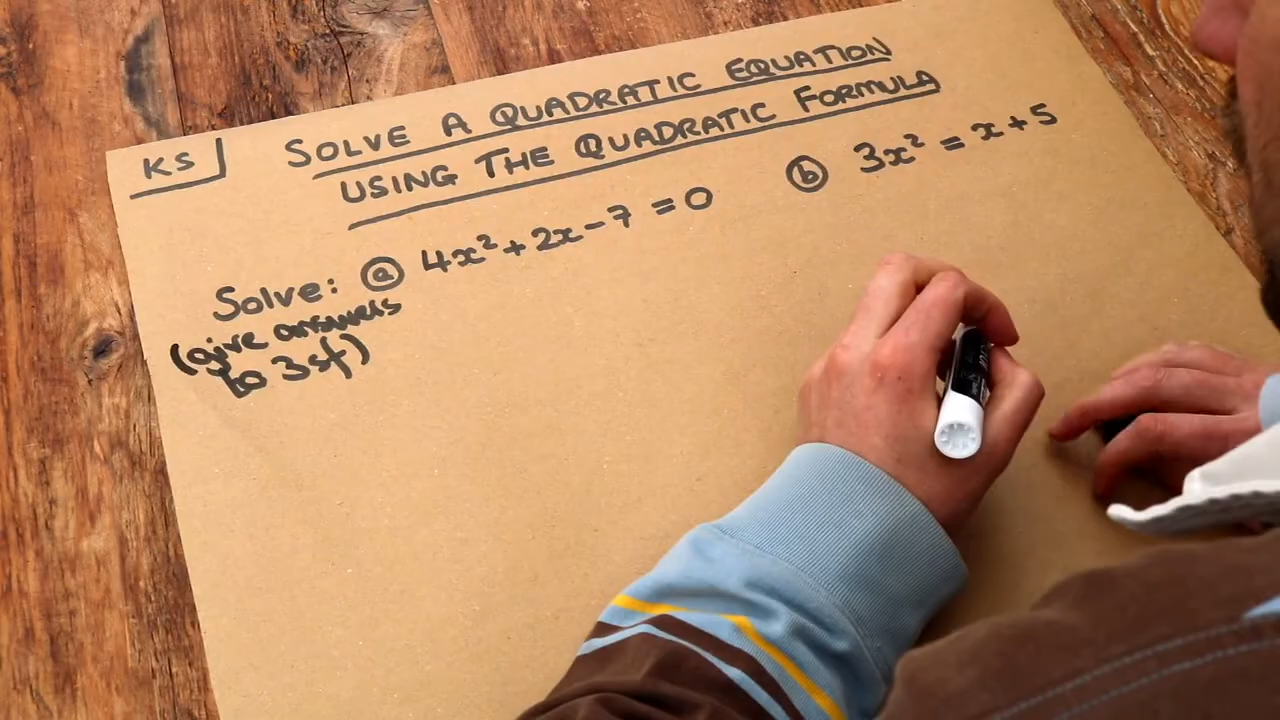 KS
SOLVE A QUADRATIC EQUATION
USING THE QUADRATIC FORMULA
Solve: ⓐ 4x² + 2x - 7 = 0
ⓑ 3x² = x + 5
(give answers
to 3sf)